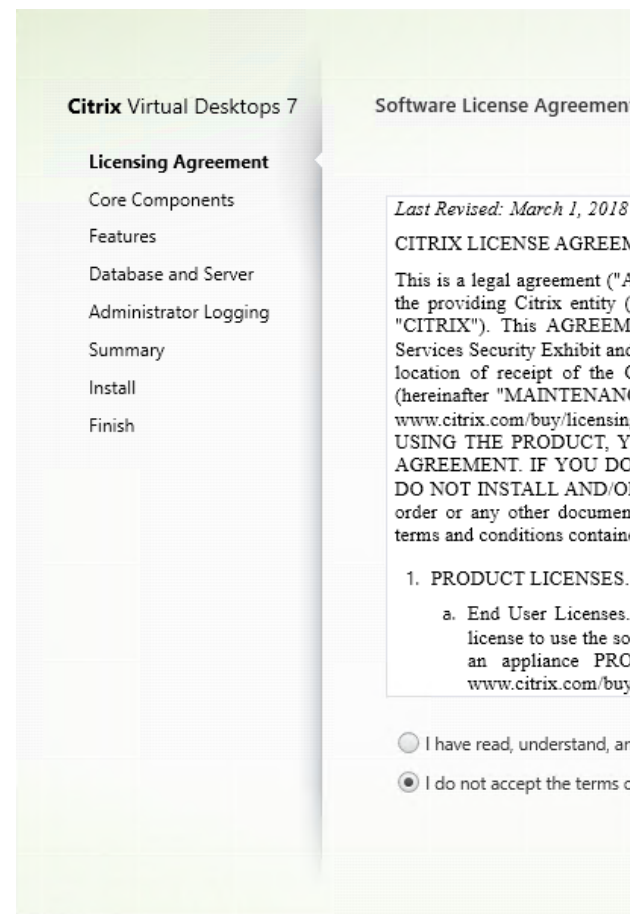 Citrix Virtual Desktops 7
Licensing Agreement
Core Components
Features
Database and Server
Administrator Logging
Summary
Install
Finish
Software License Agreement
Last Revised: March 1, 2018
CITRIX LICENSE AGREEM
This is a legal agreement ("A
the providing Citrix entity (
"CITRIX"). This AGREEM
Services Security Exhibit and
location of receipt of the C
(hereinafter "MAINTENANC
www.citrix.com/buy/licensin
USING THE PRODUCT, Y
AGREEMENT. IF YOU DO
DO NOT INSTALL AND/OR
order or any other documen
terms and conditions containe
1. PRODUCT LICENSES.
a. End User Licenses.
license to use the so
an appliance PRO
www.citrix.com/buy
I have read, understand, an
I do not accept the terms o